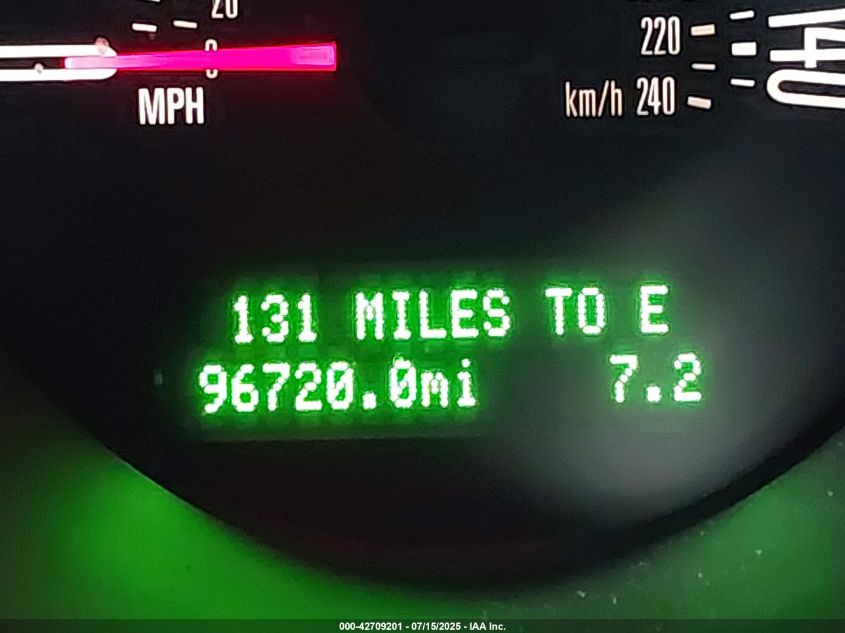 20
0
MPH
220
km/h 240
140
131 MILES TO E
96720.0mi 7.2
000-42709201 - 07/15/2025 - IAA Inc.